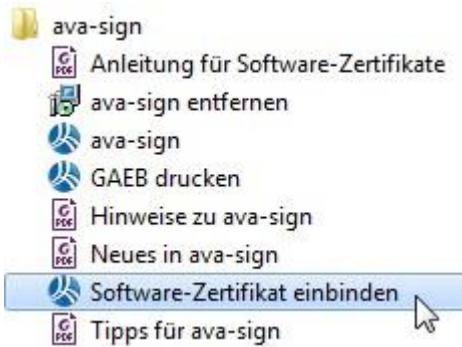 ava-sign
Anleitung für Software-Zertifikate
ava-sign entfernen
ava-sign
GAEB drucken
Hinweise zu ava-sign
Neues in ava-sign
Software-Zertifikat einbinden
Tipps für ava-sign